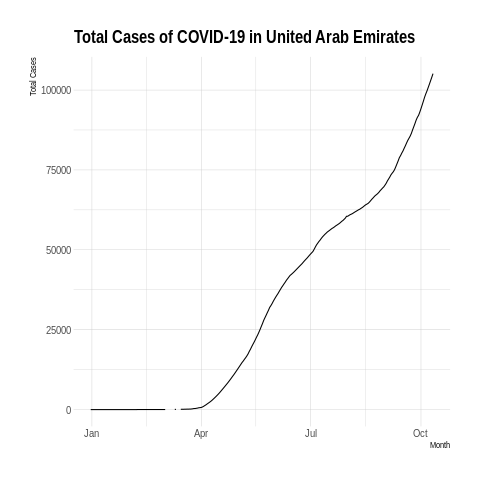 Total Cases of COVID-19 in United Arab Emirates
Total Cases
100000
75000
50000
25000
0
Jan Apr Jul Oct
Month